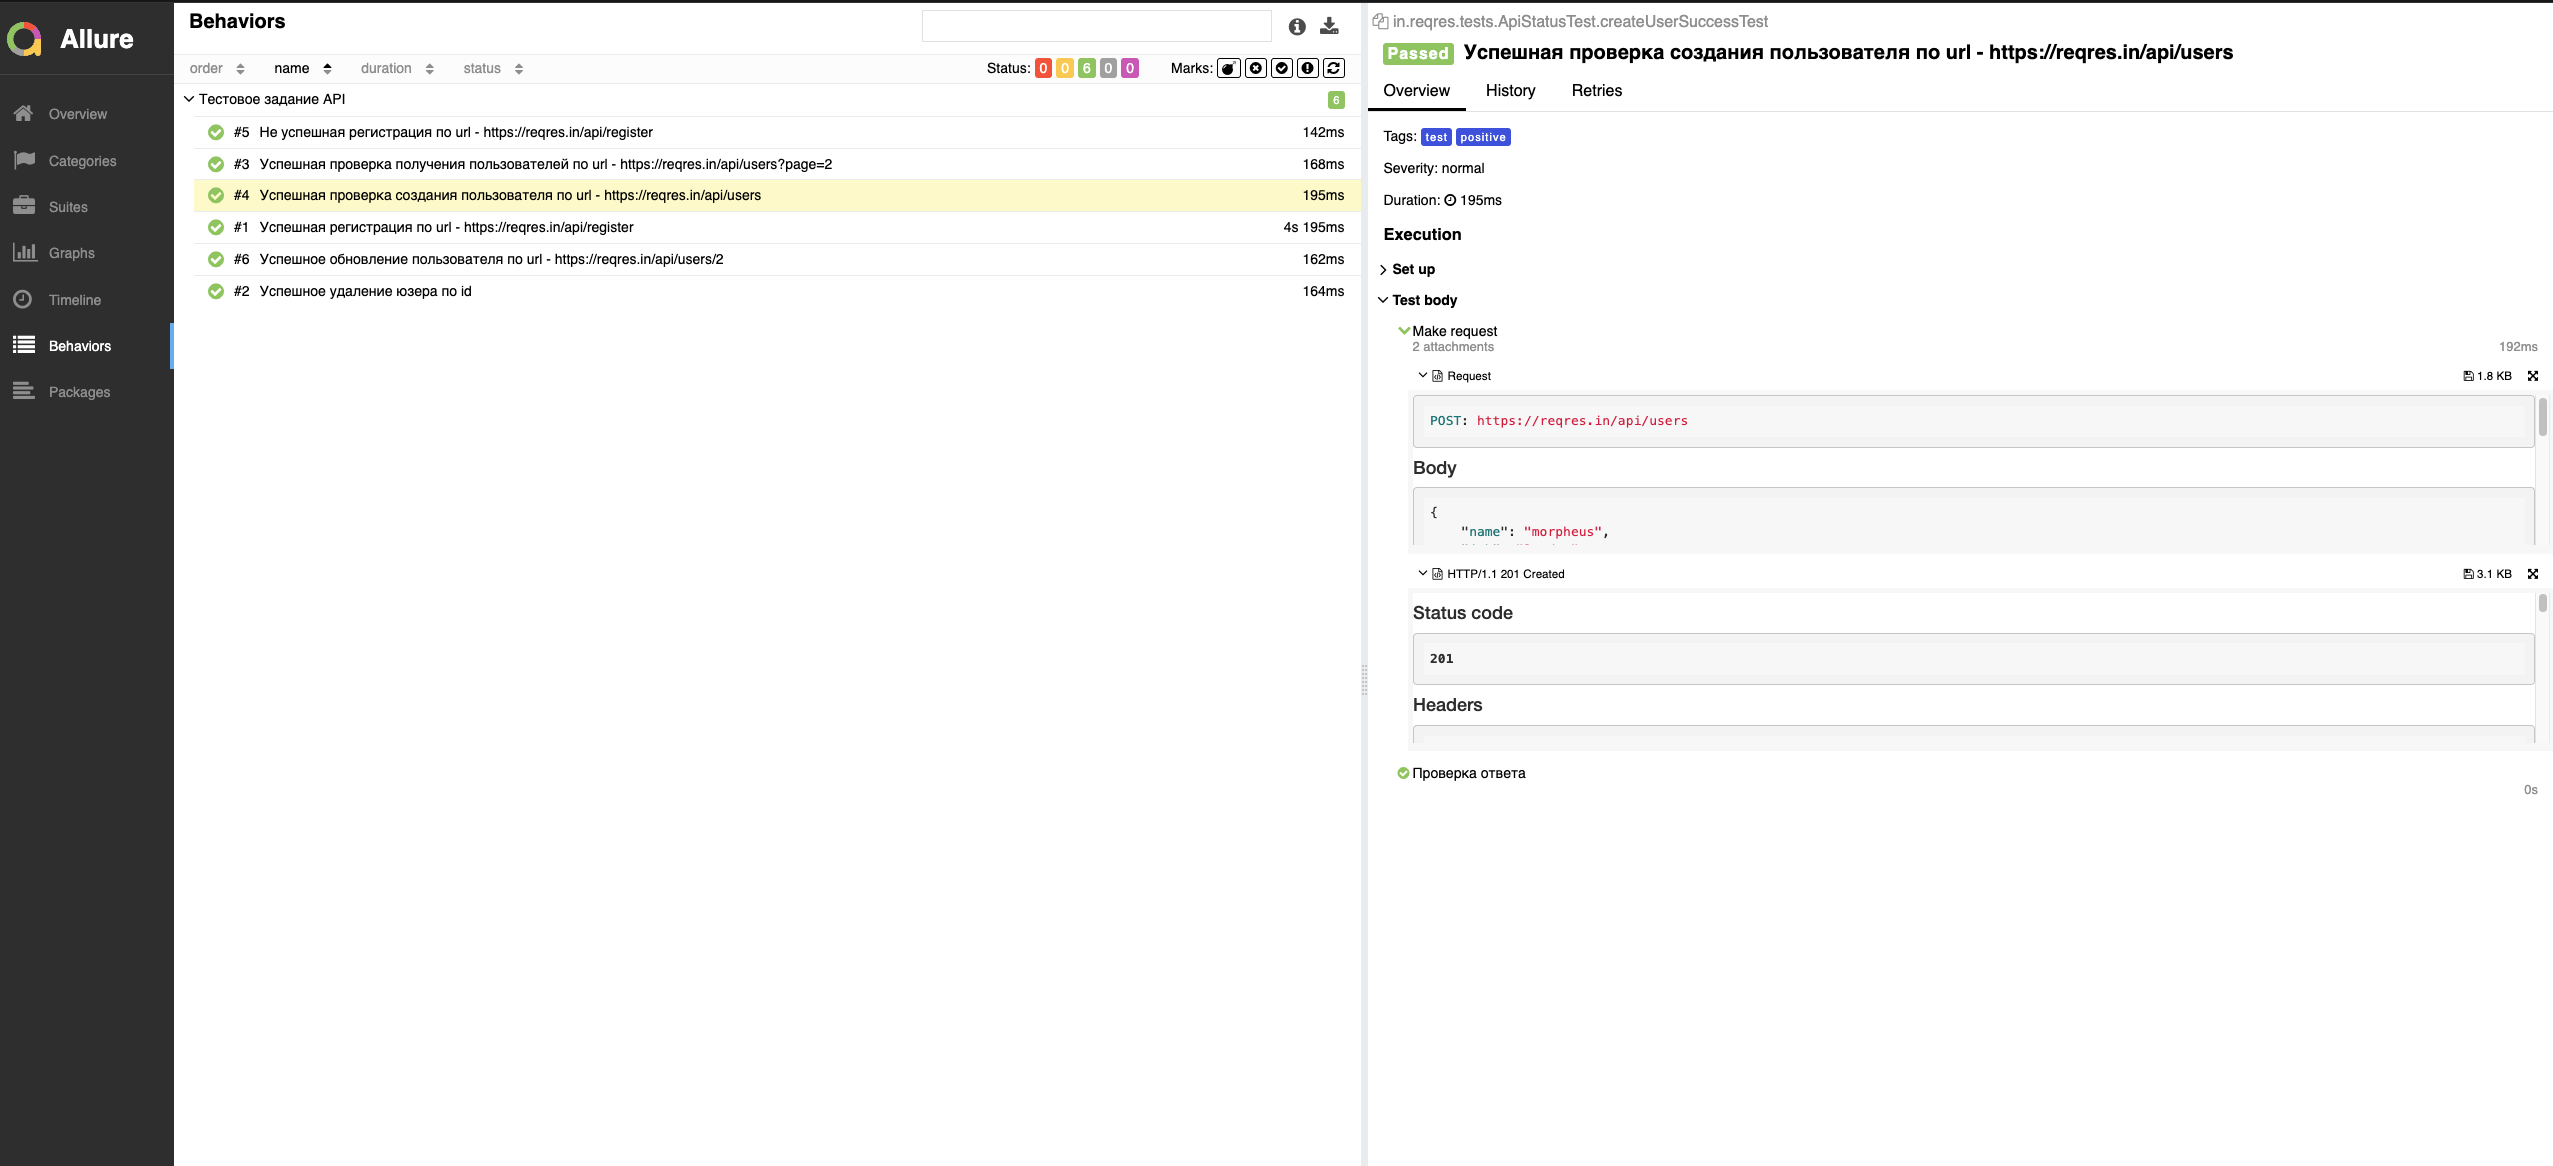 Allure
Overview
Categories
Suites
Graphs
Timeline
Behaviors
Packages
Behaviors
order name duration status Status: 0 0 6 0 0 Marks:
Тестовое задание API 6
#5 Не успешная регистрация по url - https://reqres.in/api/register 142ms
#3 Успешная проверка получения пользователей по url - https://reqres.in/api/users?page=2 168ms
#4 Успешная проверка создания пользователя по url - https://reqres.in/api/users 195ms
#1 Успешная регистрация по url - https://reqres.in/api/register 4s 195ms
#6 Успешное обновление пользователя по url - https://reqres.in/api/users/2 162ms
#2 Успешное удаление юзера по id 164ms
in.reqres.tests.ApiStatusTest.createUserSuccessTest
Passed Успешная проверка создания пользователя по url - https://reqres.in/api/users
Overview History Retries
Tags: test positive
Severity: normal
Duration: 195ms
Execution
Set up
Test body
Make request
2 attachments 192ms
Request 1.8 KB
POST: https://reqres.in/api/users
Body
{
"name": "morpheus",
HTTP/1.1 201 Created 3.1 KB
Status code
201
Headers
Проверка ответа
0s